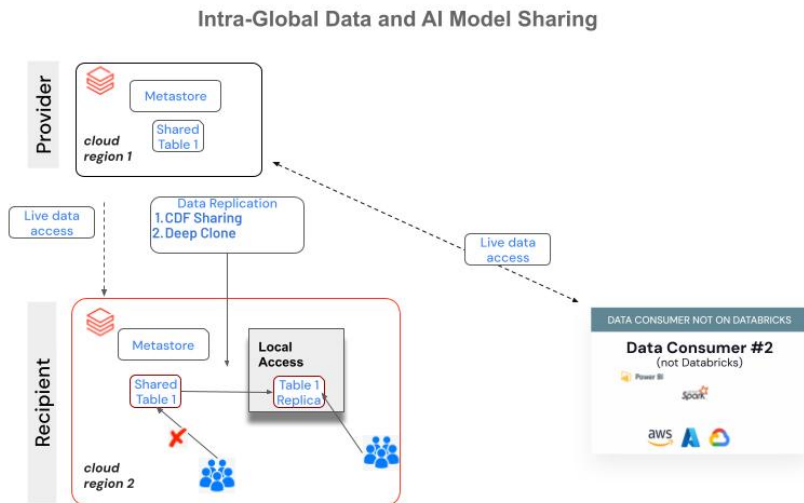 Intra-Global Data and AI Model Sharing
Provider
Metastore
Shared
Table 1
cloud
region 1
Live data
access
Data Replication
1. CDF Sharing
2. Deep Clone
Live data
access
Recipient
Metastore
Local
Access
Shared
Table 1
Table 1
Replica
cloud
region 2
DATA CONSUMER NOT ON DATABRICKS
Data Consumer #2
(not Databricks)
Power BI
Spark
aws